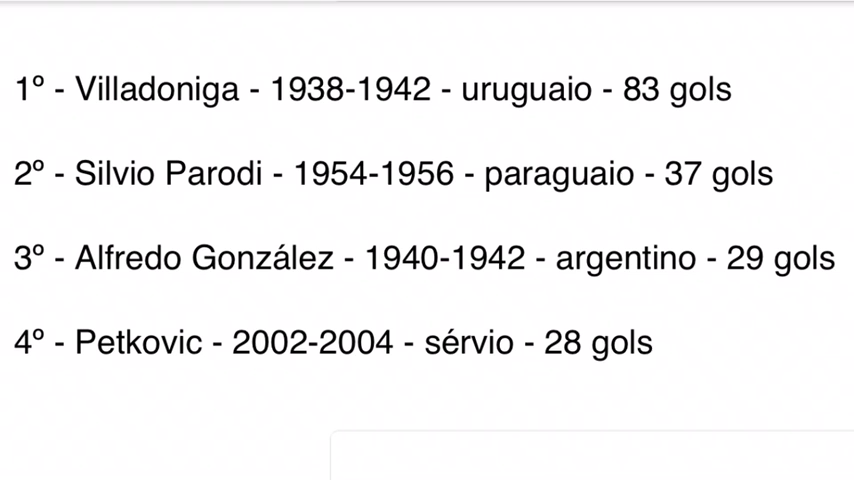 1º - Villadoniga - 1938-1942 - uruguaio - 83 gols
2º - Silvio Parodi - 1954-1956 - paraguaio - 37 gols
3º - Alfredo González - 1940-1942 - argentino - 29 gols
4º - Petkovic - 2002-2004 - sérvio - 28 gols